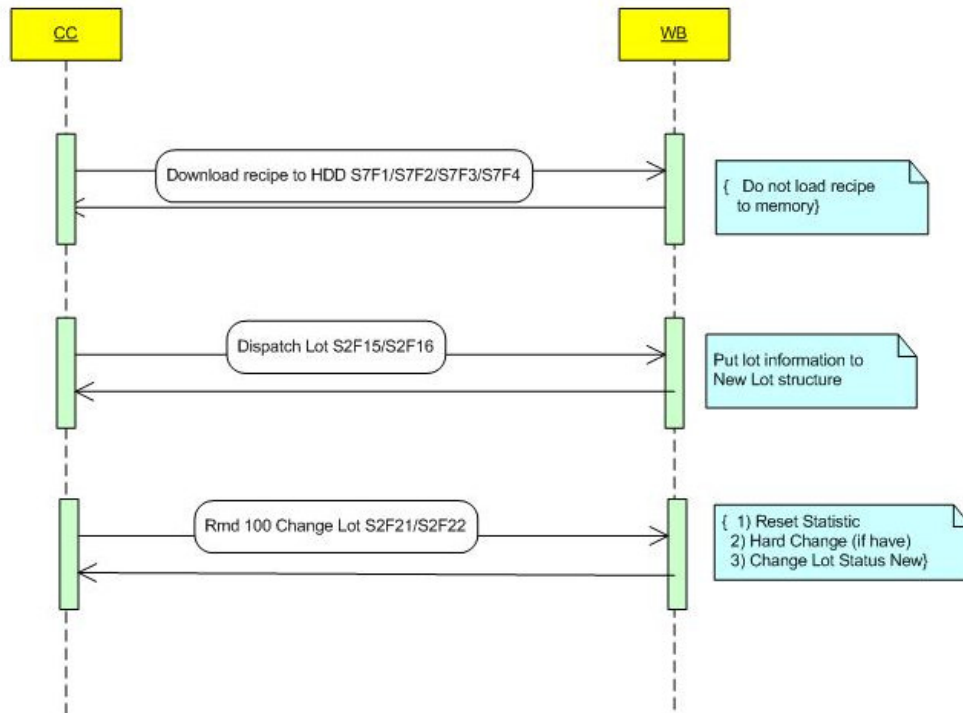 CC
WB
Download recipe to HDD S7F1/S7F2/S7F3/S7F4
{ Do not load recipe
to memory}
Dispatch Lot S2F15/S2F16
Put lot information to
New Lot structure
Rmd 100 Change Lot S2F21/S2F22
{ 1) Reset Statistic
2) Hard Change (if have)
3) Change Lot Status New}